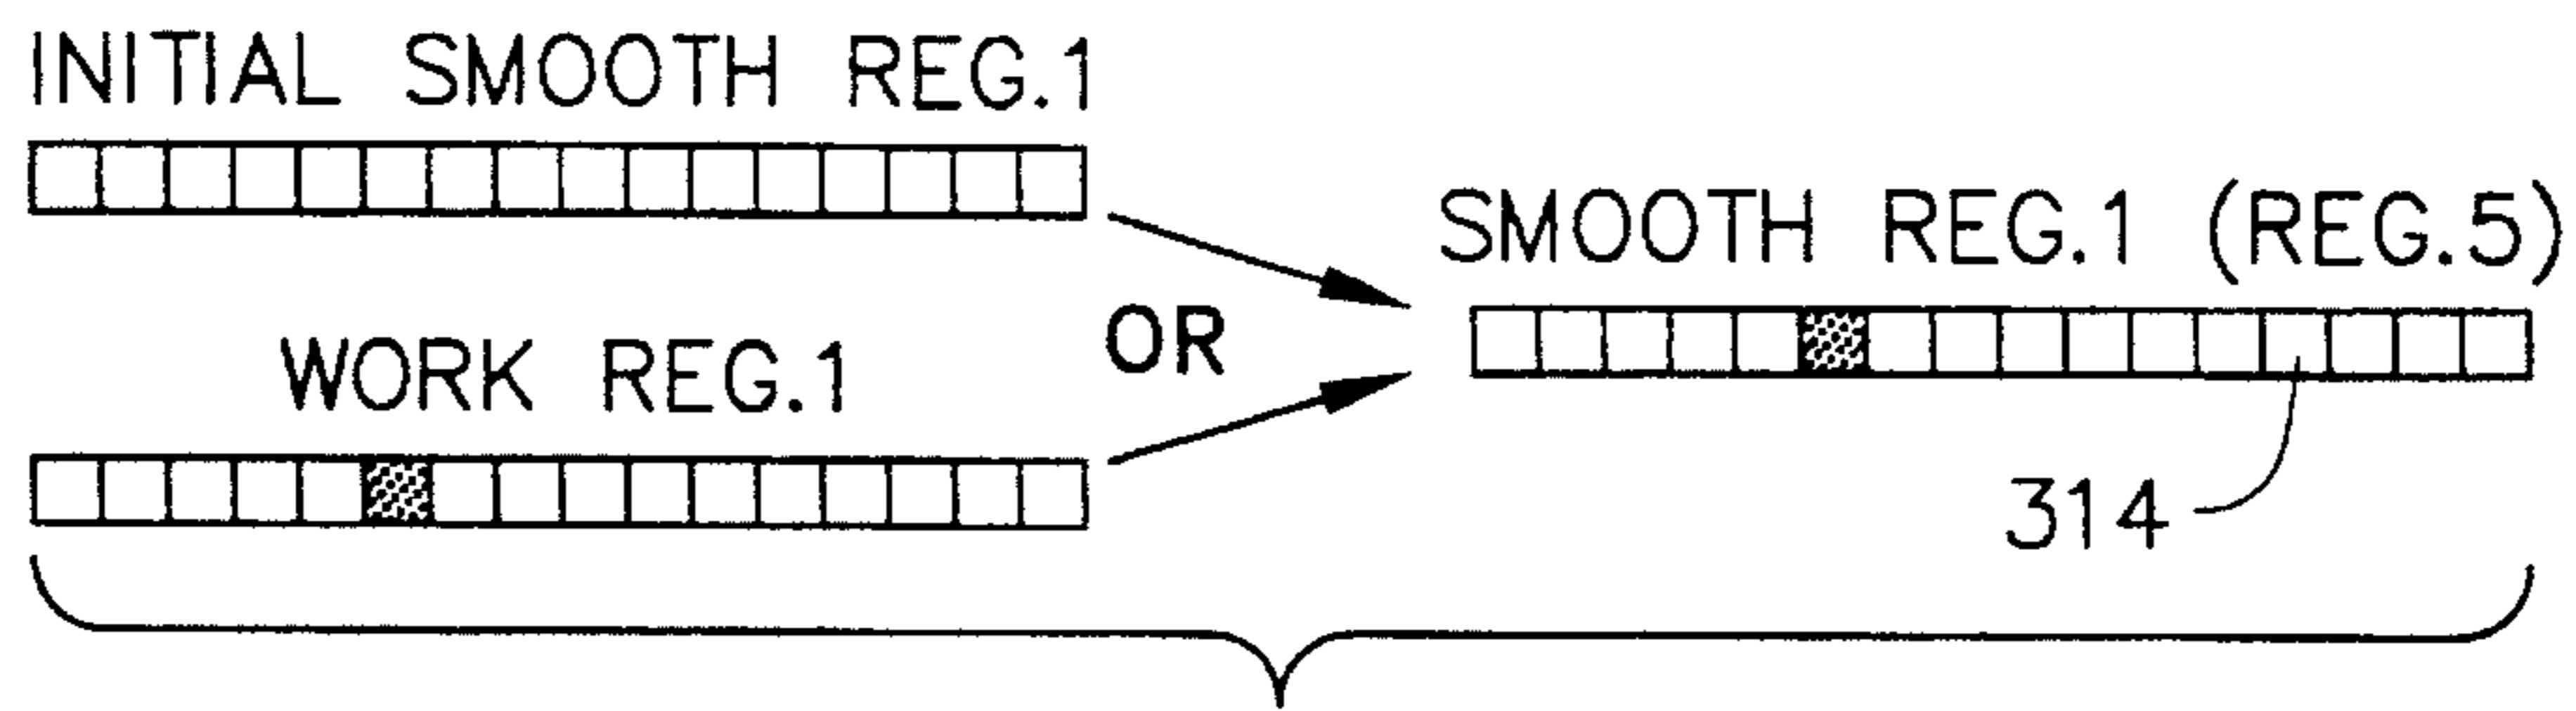 INITIAL SMOOTH REG.1
SMOOTH REG.1 (REG.5)
OR
WORK REG.1
314